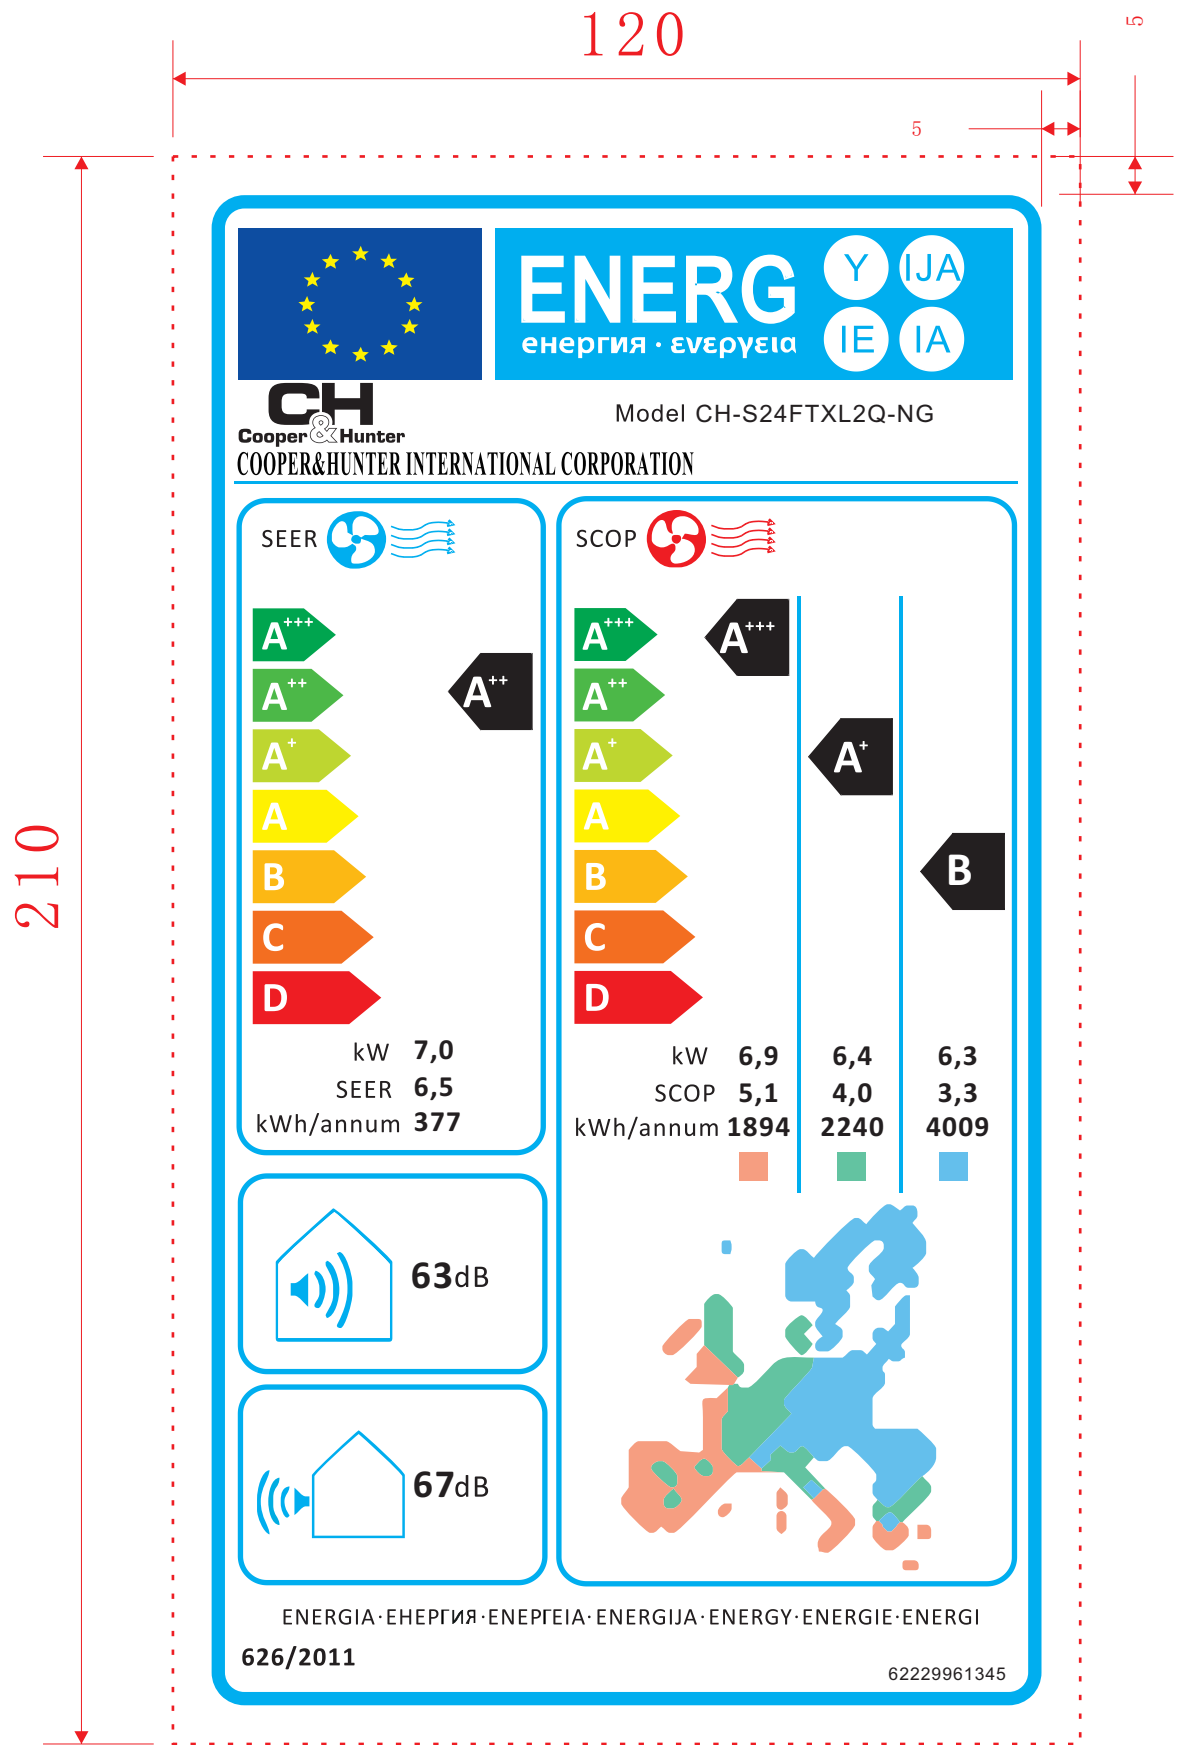 120
5
5
210
ENERG
енергия · ενεργεια
Y IJA
IE IA
CH
Cooper & Hunter
Model CH-S24FTXL2Q-NG
COOPER&HUNTER INTERNATIONAL CORPORATION
SEER
A+++
A++
A+
A
B
C
D
A++
kW 7,0
SEER 6,5
kWh/annum 377
SCOP
A+++
A++
A+
A
B
C
D
A+++
A+
B
kW 6,9 6,4 6,3
SCOP 5,1 4,0 3,3
kWh/annum 1894 2240 4009
63dB
67dB
ENERGIA·ЕНЕРГИЯ·ΕΝΕΡΓΕΙΑ·ENERGIJA·ENERGY·ENERGIE·ENERGI
626/2011
62229961345